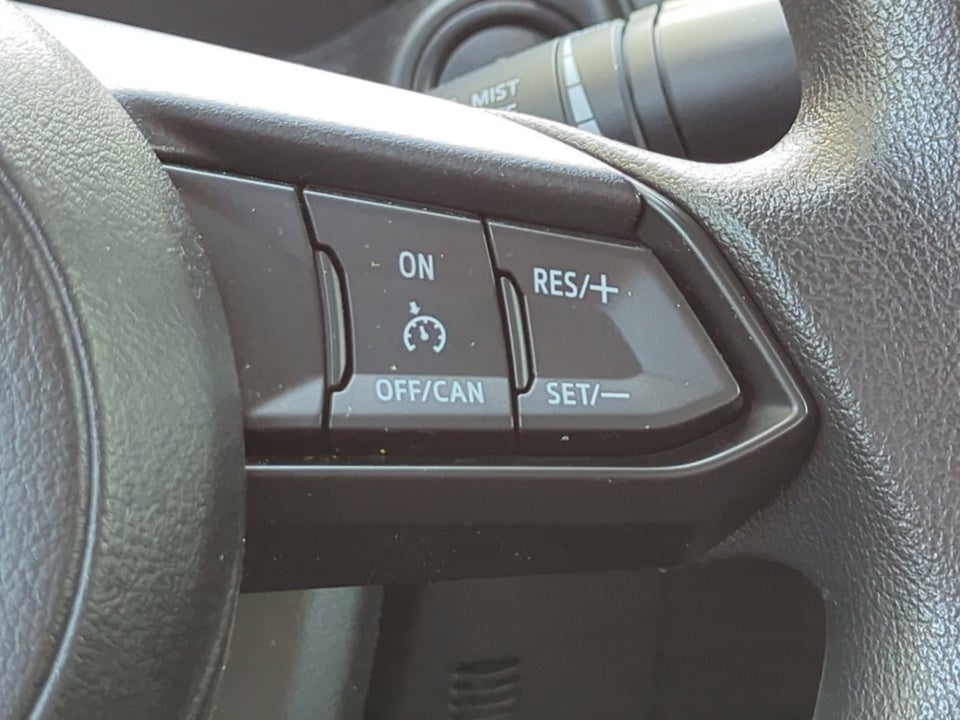 MIST
ON
RES/+
OFF/CAN
SET/—